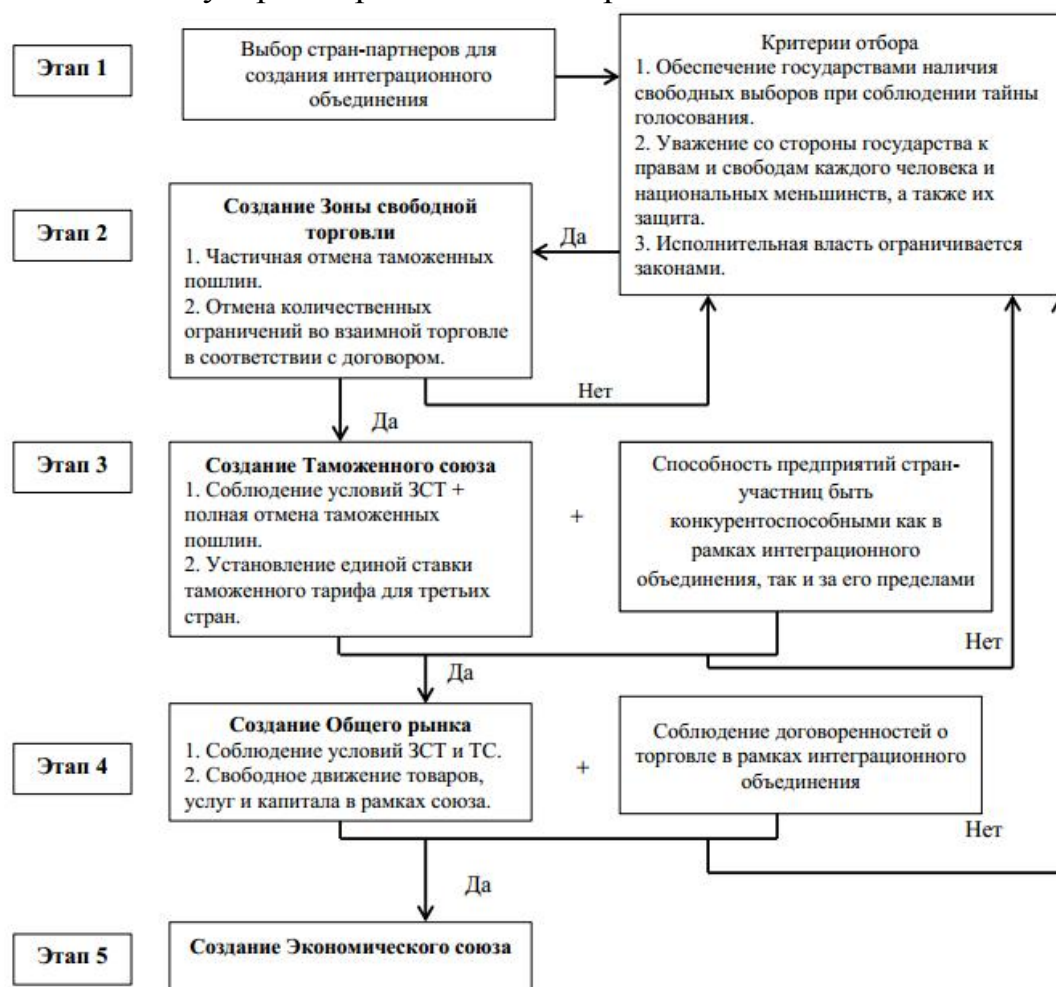 Этап 1
Выбор стран-партнеров для
создания интеграционного
объединения
Критерии отбора
1. Обеспечение государствами наличия
свободных выборов при соблюдении тайны
голосования.
2. Уважение со стороны государства к
правам и свободам каждого человека и
национальных меньшинств, а также их
защита.
3. Исполнительная власть ограничивается
законами.
Этап 2
Создание Зоны свободной
торговли
1. Частичная отмена таможенных
пошлин.
2. Отмена количественных
ограничений во взаимной торговле
в соответствии с договором.
Да
Нет
Да
Этап 3
Создание Таможенного союза
1. Соблюдение условий ЗСТ +
полная отмена таможенных
пошлин.
2. Установление единой ставки
таможенного тарифа для третьих
стран.
+
Способность предприятий стран-
участниц быть
конкурентоспособными как в
рамках интеграционного
объединения, так и за его пределами
Нет
Да
Этап 4
Создание Общего рынка
1. Соблюдение условий ЗСТ и ТС.
2. Свободное движение товаров,
услуг и капитала в рамках союза.
+
Соблюдение договоренностей о
торговле в рамках интеграционного
объединения
Нет
Да
Этап 5
Создание Экономического союза